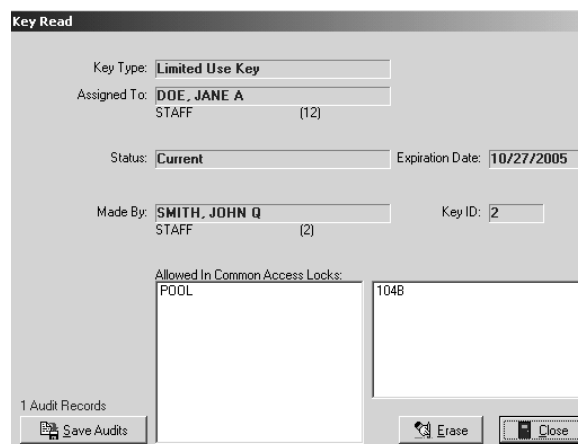 Key Read
Key Type: Limited Use Key
Assigned To: DOE, JANE A
STAFF (12)
Status: Current Expiration Date: 10/27/2005
Made By: SMITH, JOHN Q Key ID: 2
STAFF (2)
Allowed In Common Access Locks:
POOL 104B
1 Audit Records
Save Audits Erase Close